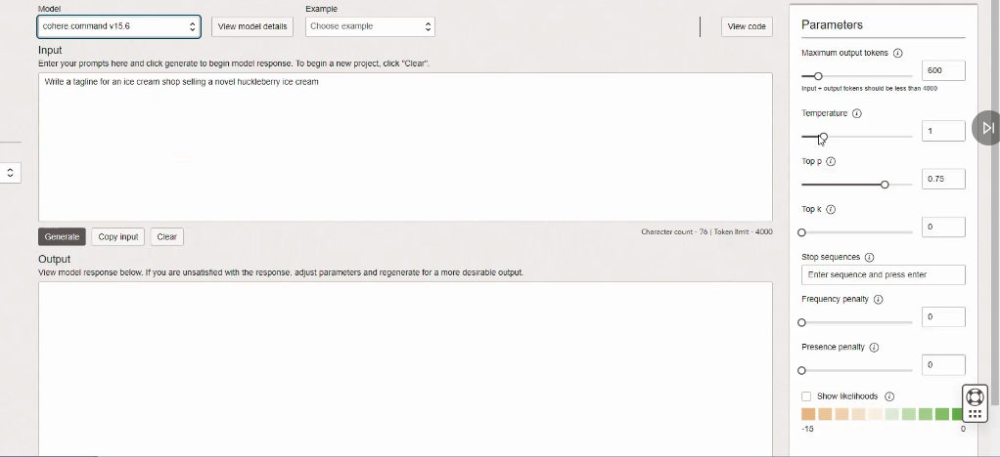 Model
cohere.command v15.6
View model details
Example
Choose example
View code
Input
Enter your prompts here and click generate to begin model response. To begin a new project, click "Clear".
Write a tagline for an ice cream shop selling a novel huckleberry ice cream
Generate
Copy input
Clear
Character count - 76 | Token limit - 4000
Output
View model response below. If you are unsatisfied with the response, adjust parameters and regenerate for a more desirable output.
Parameters
Maximum output tokens
600
Input + output tokens should be less than 4000
Temperature
1
Top p
0.75
Top k
0
Stop sequences
Enter sequence and press enter
Frequency penalty
0
Presence penalty
0
Show likelihoods
-15
0